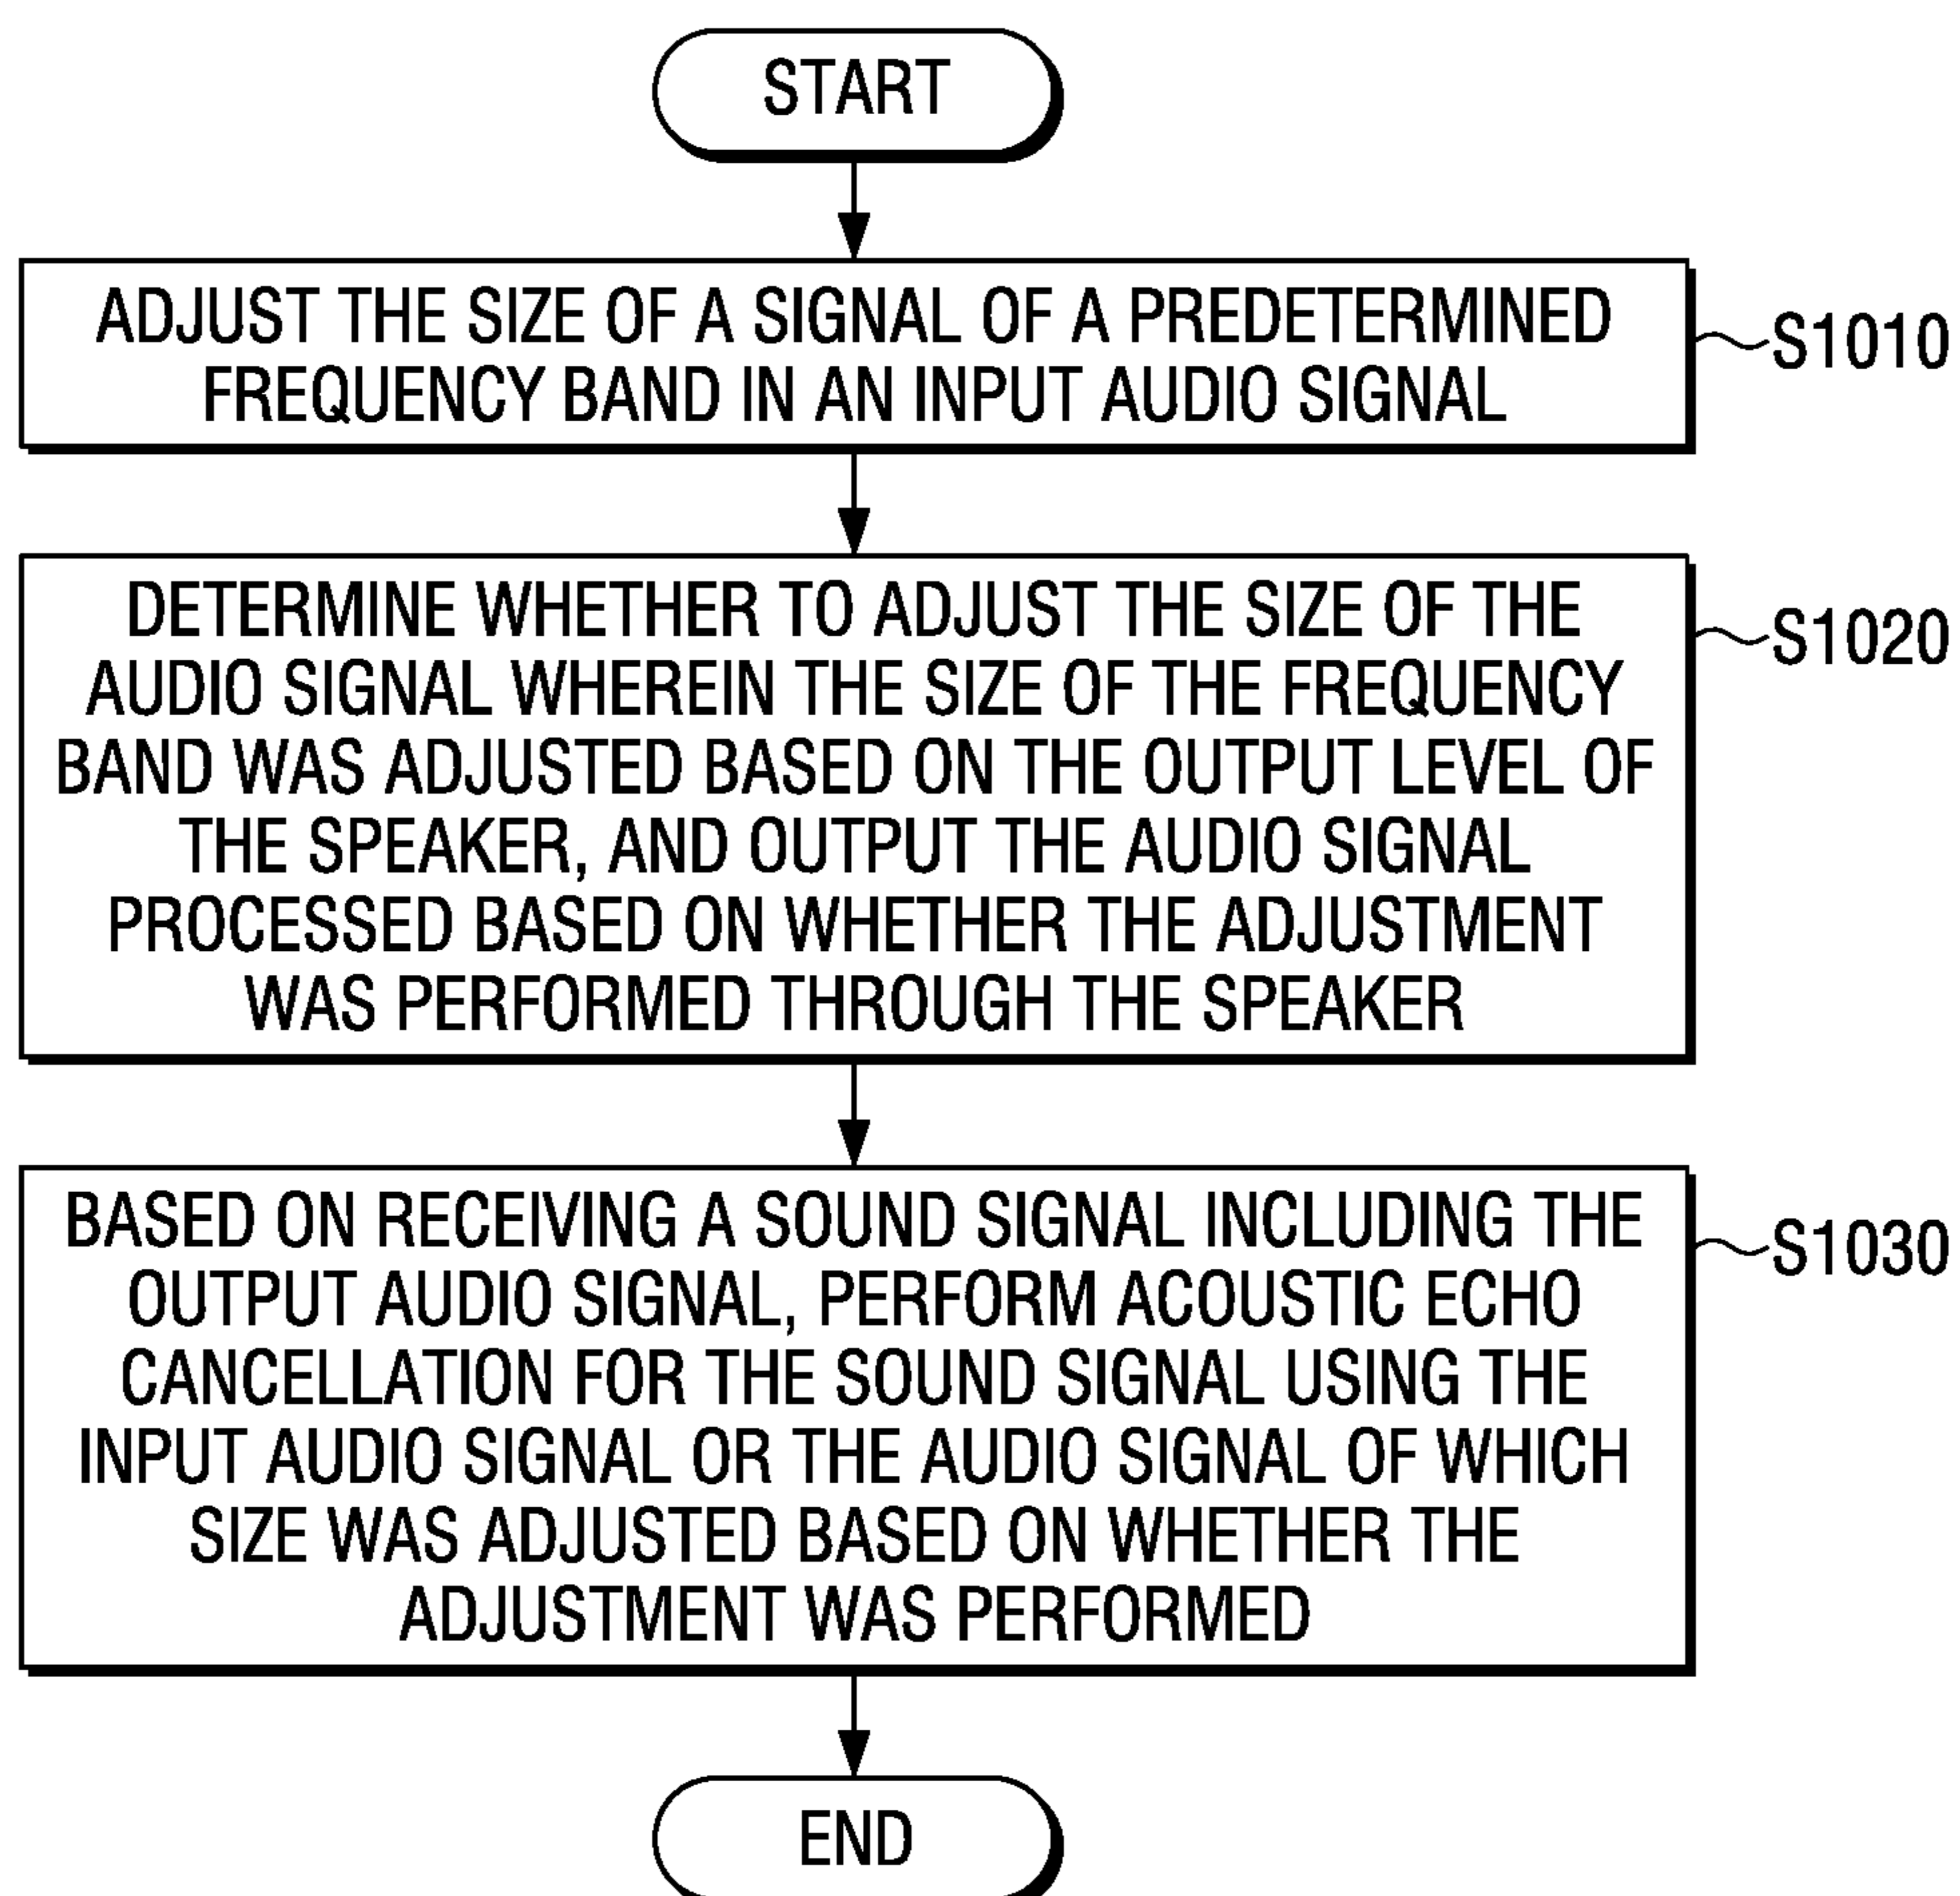 START
ADJUST THE SIZE OF A SIGNAL OF A PREDETERMINED
FREQUENCY BAND IN AN INPUT AUDIO SIGNAL
S1010
DETERMINE WHETHER TO ADJUST THE SIZE OF THE
AUDIO SIGNAL WHEREIN THE SIZE OF THE FREQUENCY
BAND WAS ADJUSTED BASED ON THE OUTPUT LEVEL OF
THE SPEAKER, AND OUTPUT THE AUDIO SIGNAL
PROCESSED BASED ON WHETHER THE ADJUSTMENT
WAS PERFORMED THROUGH THE SPEAKER
S1020
BASED ON RECEIVING A SOUND SIGNAL INCLUDING THE
OUTPUT AUDIO SIGNAL, PERFORM ACOUSTIC ECHO
CANCELLATION FOR THE SOUND SIGNAL USING THE
INPUT AUDIO SIGNAL OR THE AUDIO SIGNAL OF WHICH
SIZE WAS ADJUSTED BASED ON WHETHER THE
ADJUSTMENT WAS PERFORMED
S1030
END